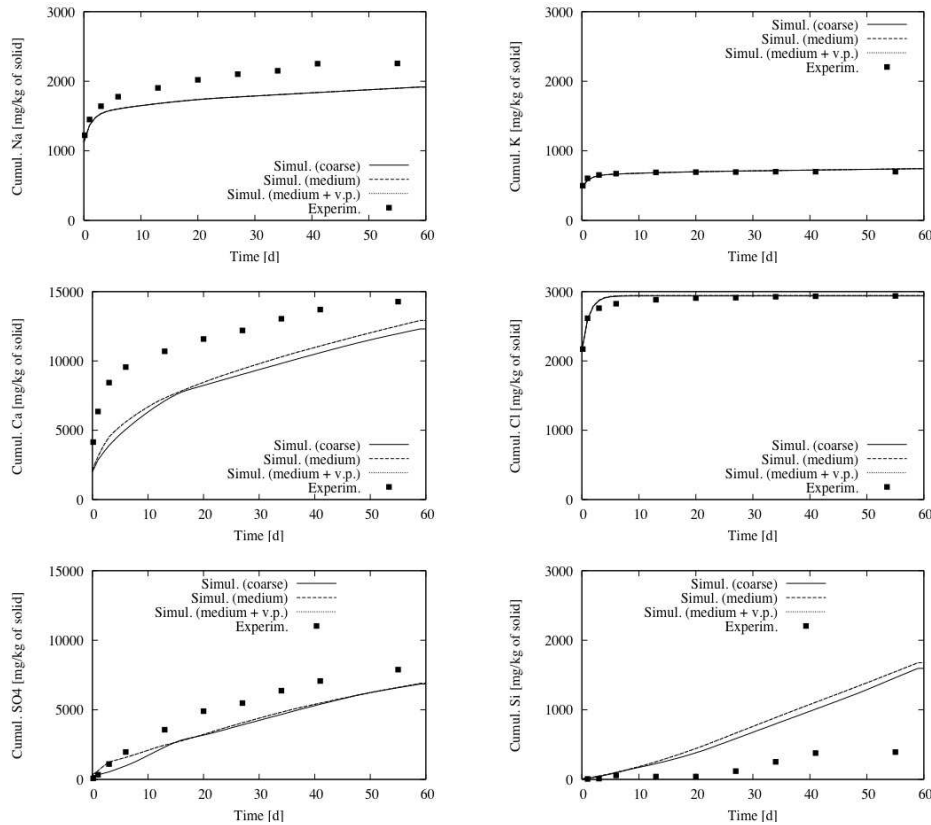 3000
2000
1000
0
Cumul. Na [mg/kg of solid]
Simul. (coarse)
Simul. (medium)
Simul. (medium + v.p.)
Experim.
0 10 20 30 40 50 60
Time [d]
3000
2000
1000
0
Cumul. K [mg/kg of solid]
Simul. (coarse)
Simul. (medium)
Simul. (medium + v.p.)
Experim.
0 10 20 30 40 50 60
Time [d]
15000
10000
5000
0
Cumul. Ca [mg/kg of solid]
Simul. (coarse)
Simul. (medium)
Simul. (medium + v.p.)
Experim.
0 10 20 30 40 50 60
Time [d]
3000
2000
1000
0
Cumul. Cl [mg/kg of solid]
Simul. (coarse)
Simul. (medium)
Simul. (medium + v.p.)
Experim.
0 10 20 30 40 50 60
Time [d]
15000
10000
5000
0
Cumul. SO4 [mg/kg of solid]
Simul. (coarse)
Simul. (medium)
Simul. (medium + v.p.)
Experim.
0 10 20 30 40 50 60
Time [d]
3000
2000
1000
0
Cumul. Si [mg/kg of solid]
Simul. (coarse)
Simul. (medium)
Simul. (medium + v.p.)
Experim.
0 10 20 30 40 50 60
Time [d]